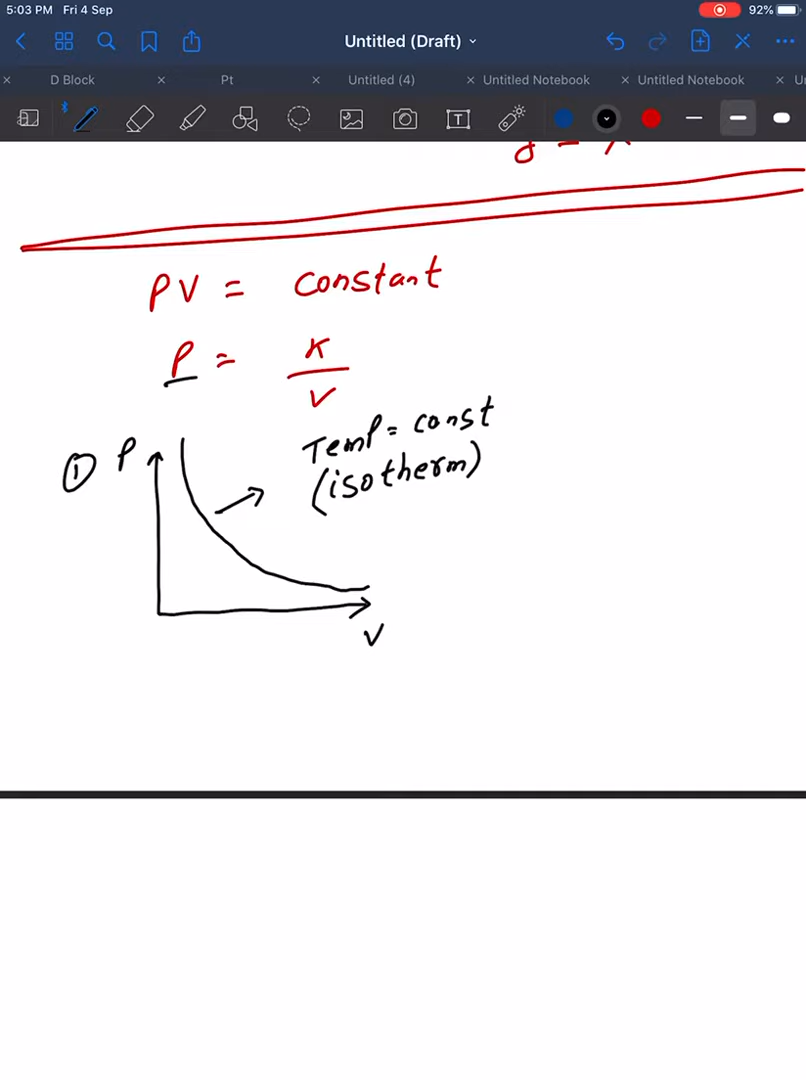 5:03 PM Fri 4 Sep 92%
Untitled (Draft)
D Block Pt Untitled (4) Untitled Notebook Untitled Notebook
T
PV = constant
P = K
V
① P
Temp = const
(isotherm)
V